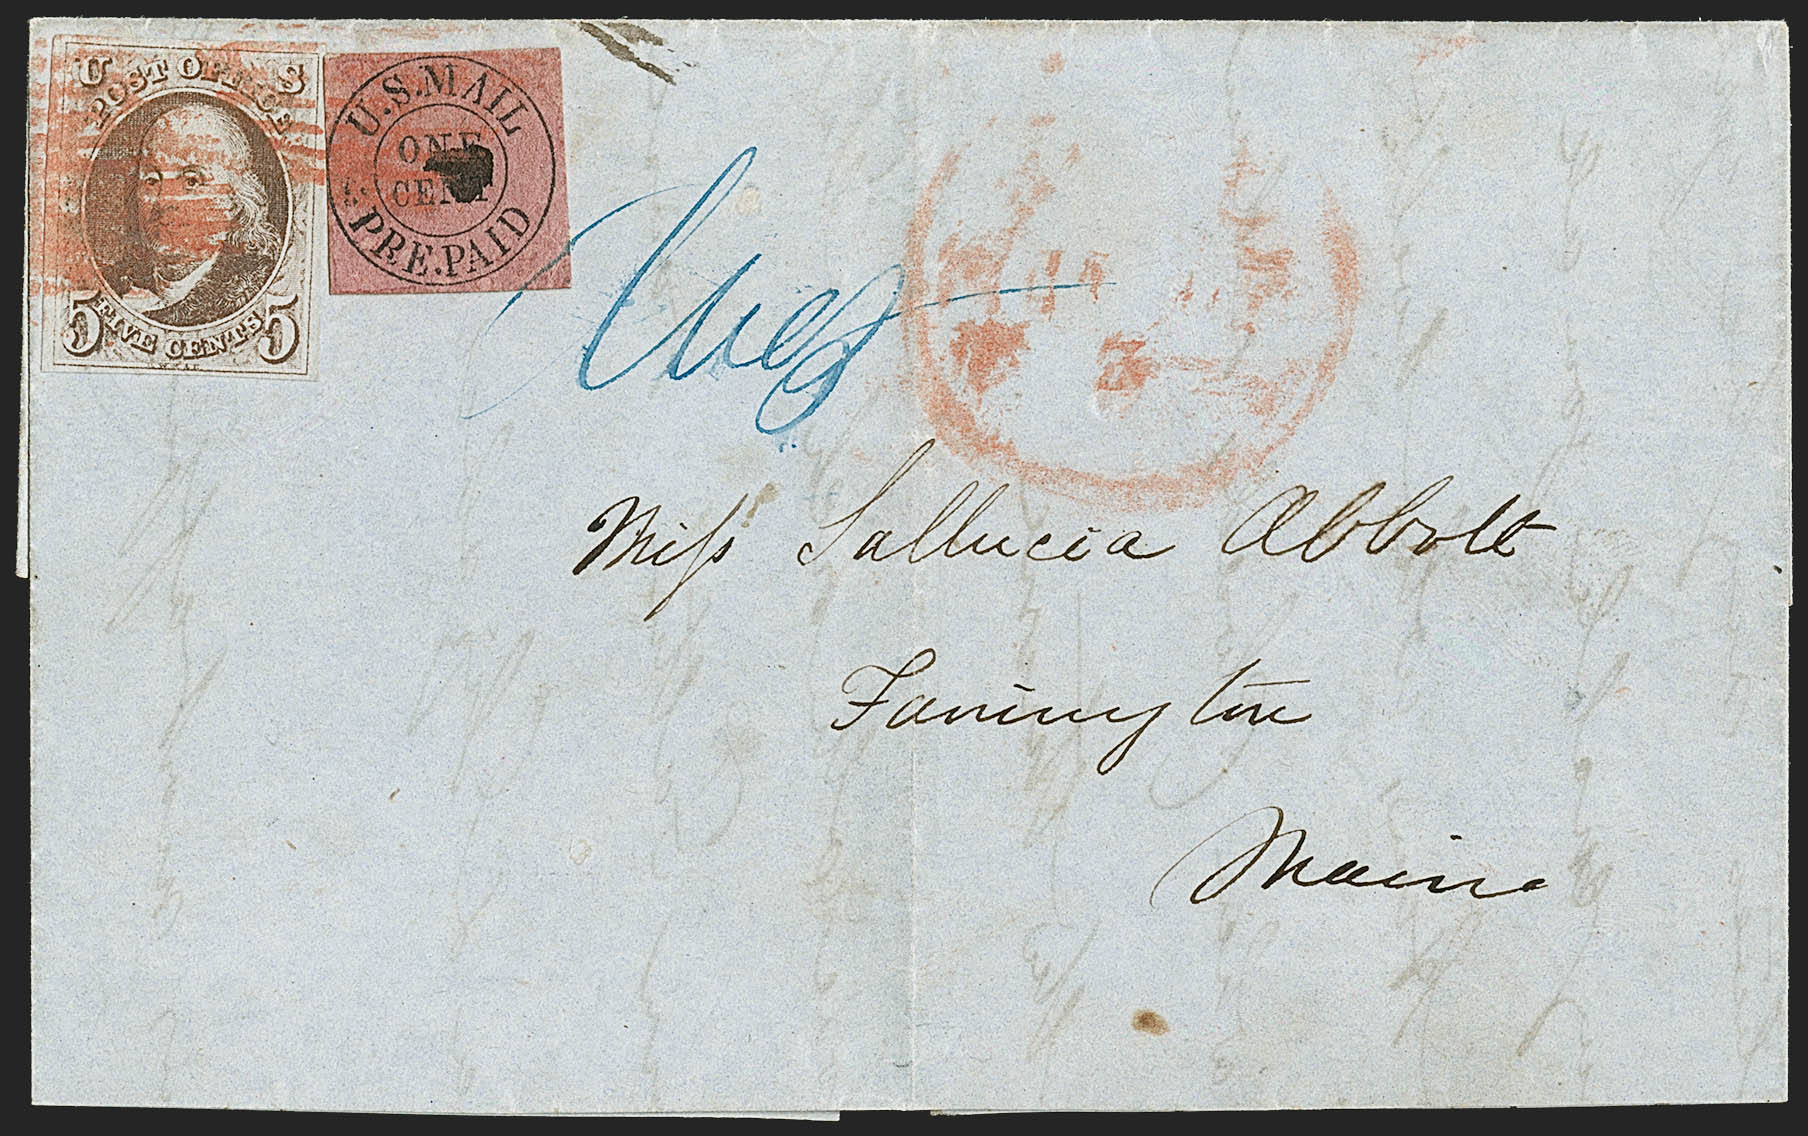 U S
POST OFFICE
5 FIVE CENTS 5
U.S. MAIL
ONE
CENT
PRE.PAID
Miss Sallucia Abbott
Farmington
Maine